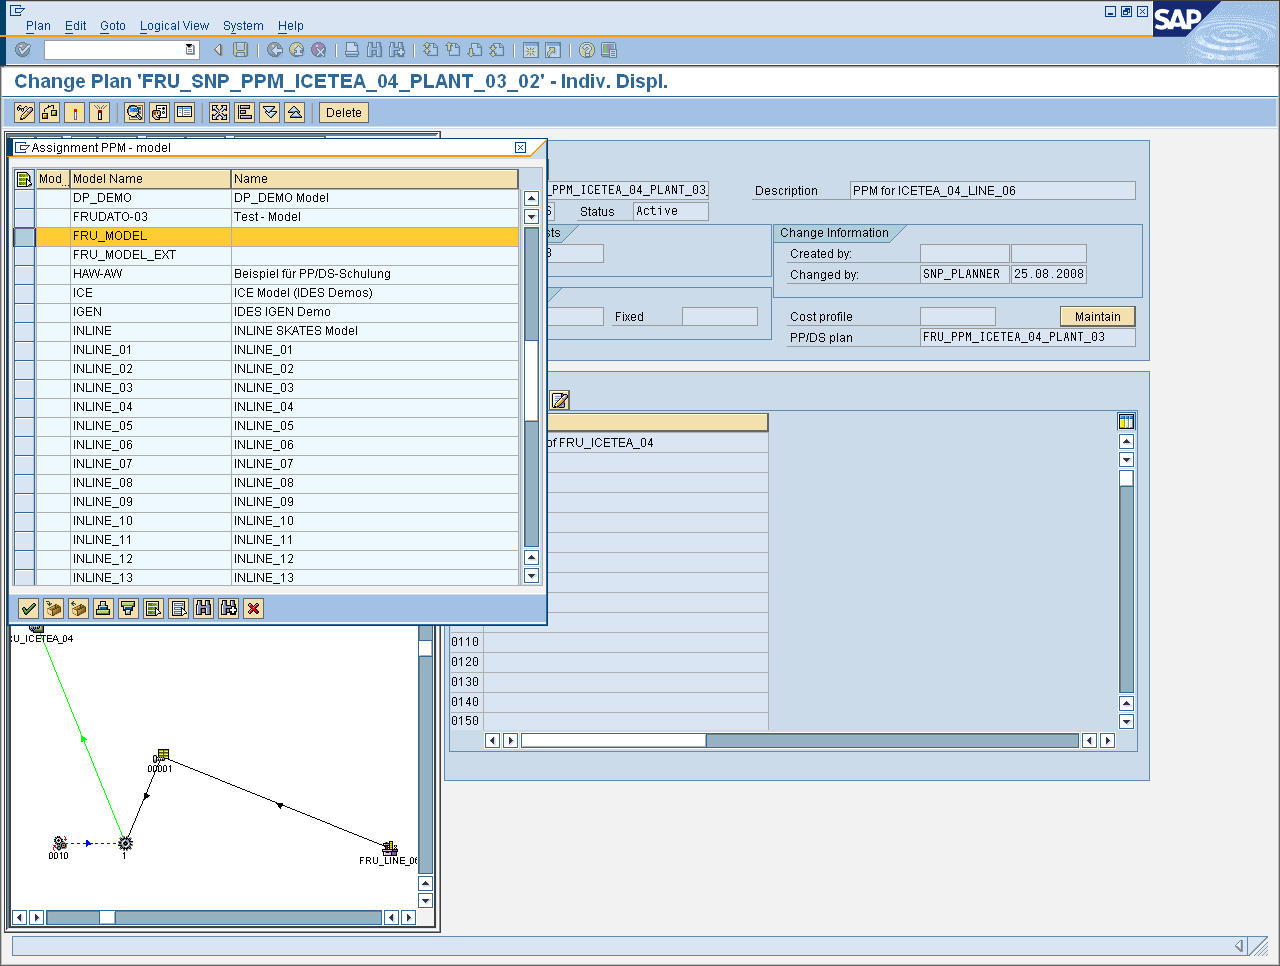 Plan Edit Goto Logical View System Help
SAP
Change Plan 'FRU_SNP_PPM_ICETEA_04_PLANT_03_02' - Indiv. Displ.
Delete
Assignment PPM - model
Mod.. Model Name Name
DP_DEMO DP_DEMO Model
FRUDATO-03 Test - Model
FRU_MODEL
FRU_MODEL_EXT
HAW-AW Beispiel für PP/DS-Schulung
ICE ICE Model (IDES Demos)
IGEN IDES IGEN Demo
INLINE INLINE SKATES Model
INLINE_01 INLINE_01
INLINE_02 INLINE_02
INLINE_03 INLINE_03
INLINE_04 INLINE_04
INLINE_05 INLINE_05
INLINE_06 INLINE_06
INLINE_07 INLINE_07
INLINE_08 INLINE_08
INLINE_09 INLINE_09
INLINE_10 INLINE_10
INLINE_11 INLINE_11
INLINE_12 INLINE_12
INLINE_13 INLINE_13
_PPM_ICETEA_04_PLANT_03_ Description PPM for ICETEA_04_LINE_06
S Status Active
sts Change Information
3 Created by:
Changed by: SNP_PLANNER 25.08.2008
Fixed Cost profile Maintain
PP/DS plan FRU_PPM_ICETEA_04_PLANT_03
of FRU_ICETEA_04
0110
0120
0130
0140
0150
RU_ICETEA_04
00001
0010
1
FRU_LINE_06